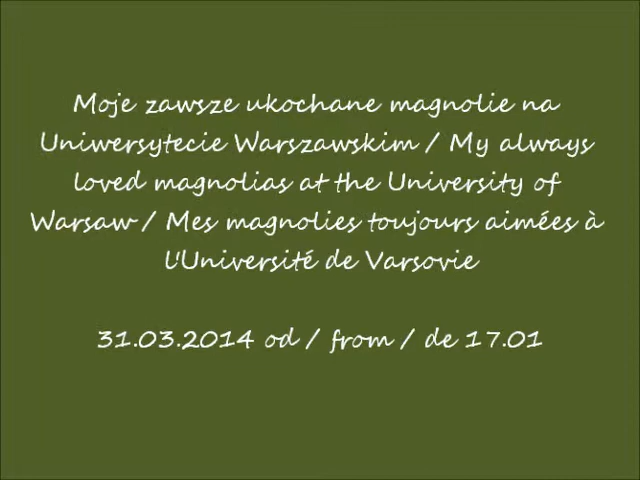 Moje zawsze ukochane magnolie na
Uniwersytecie Warszawskim / My always
loved magnolias at the University of
Warsaw / Mes magnolies toujours aimées à
l'Université de Varsovie
31.03.2014 od / from / de 17.01